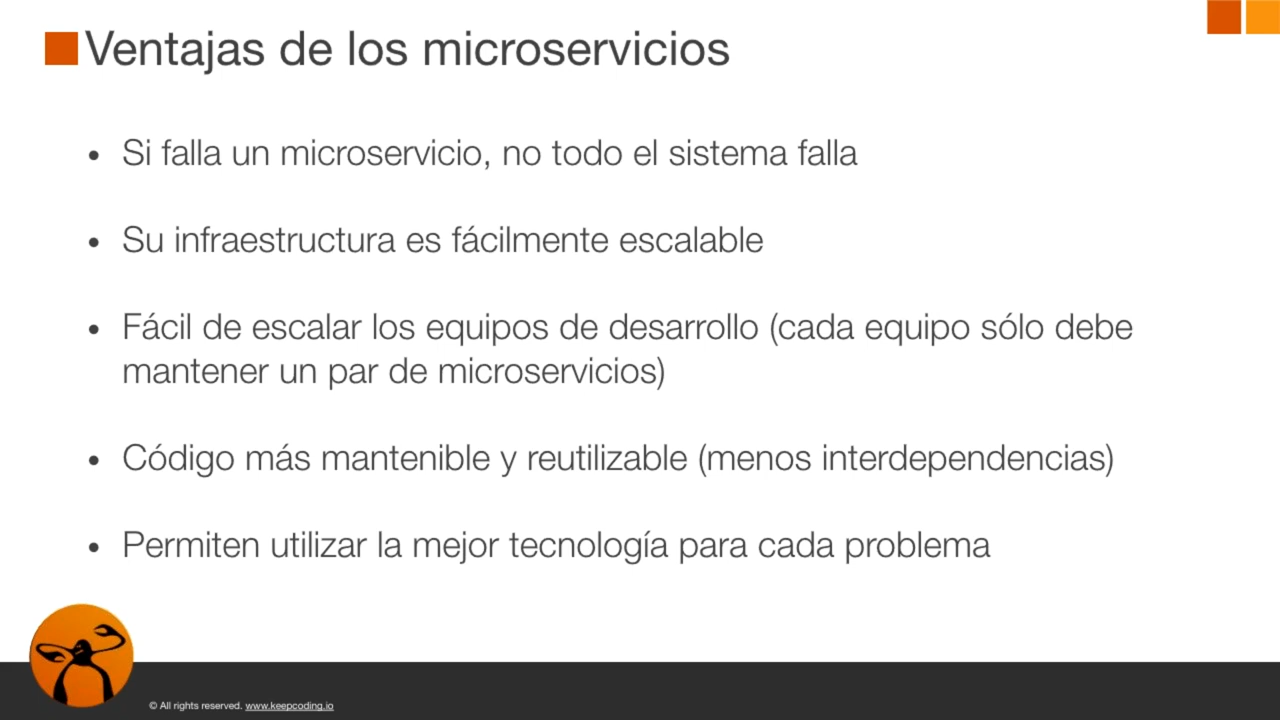 Ventajas de los microservicios
• Si falla un microservicio, no todo el sistema falla
• Su infraestructura es fácilmente escalable
• Fácil de escalar los equipos de desarrollo (cada equipo sólo debe
mantener un par de microservicios)
• Código más mantenible y reutilizable (menos interdependencias)
• Permiten utilizar la mejor tecnología para cada problema
© All rights reserved. www.keepcoding.io